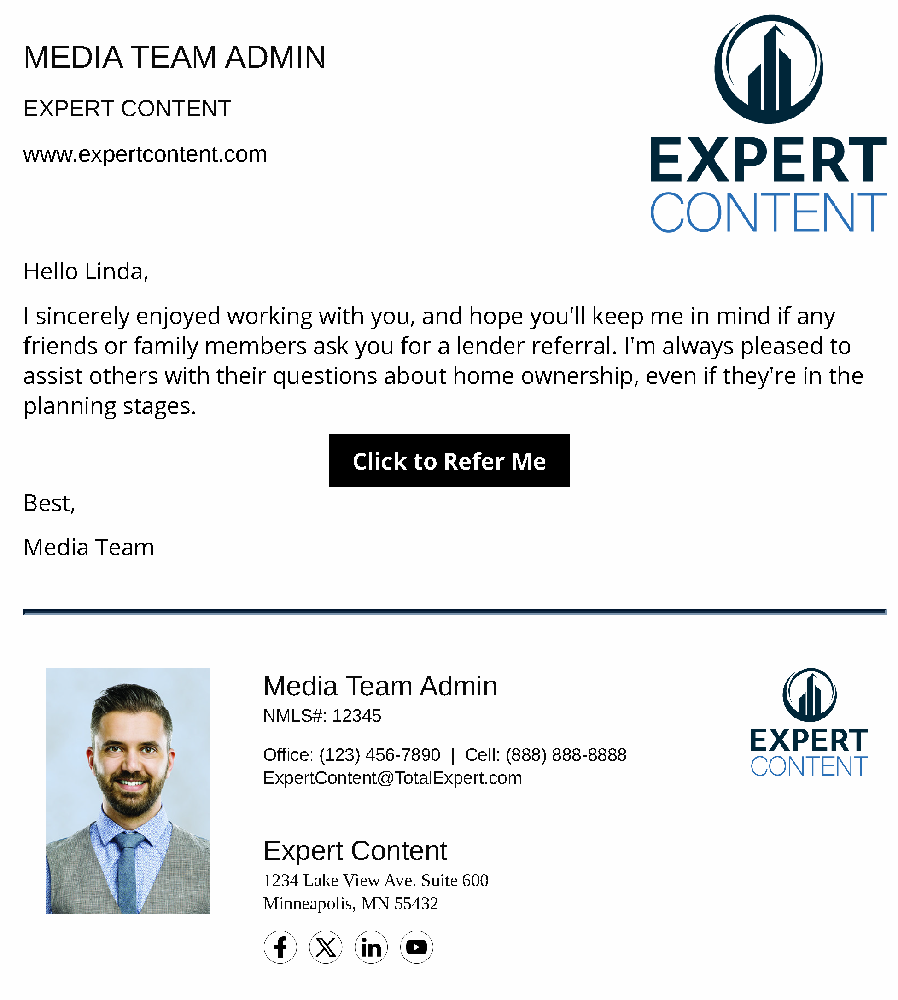 MEDIA TEAM ADMIN
EXPERT CONTENT
www.expertcontent.com
EXPERT
CONTENT
Hello Linda,
I sincerely enjoyed working with you, and hope you'll keep me in mind if any
friends or family members ask you for a lender referral. I'm always pleased to
assist others with their questions about home ownership, even if they're in the
planning stages.
Click to Refer Me
Best,
Media Team
Media Team Admin
NMLS#: 12345
Office: (123) 456-7890 | Cell: (888) 888-8888
ExpertContent@TotalExpert.com
EXPERT
CONTENT
Expert Content
1234 Lake View Ave. Suite 600
Minneapolis, MN 55432